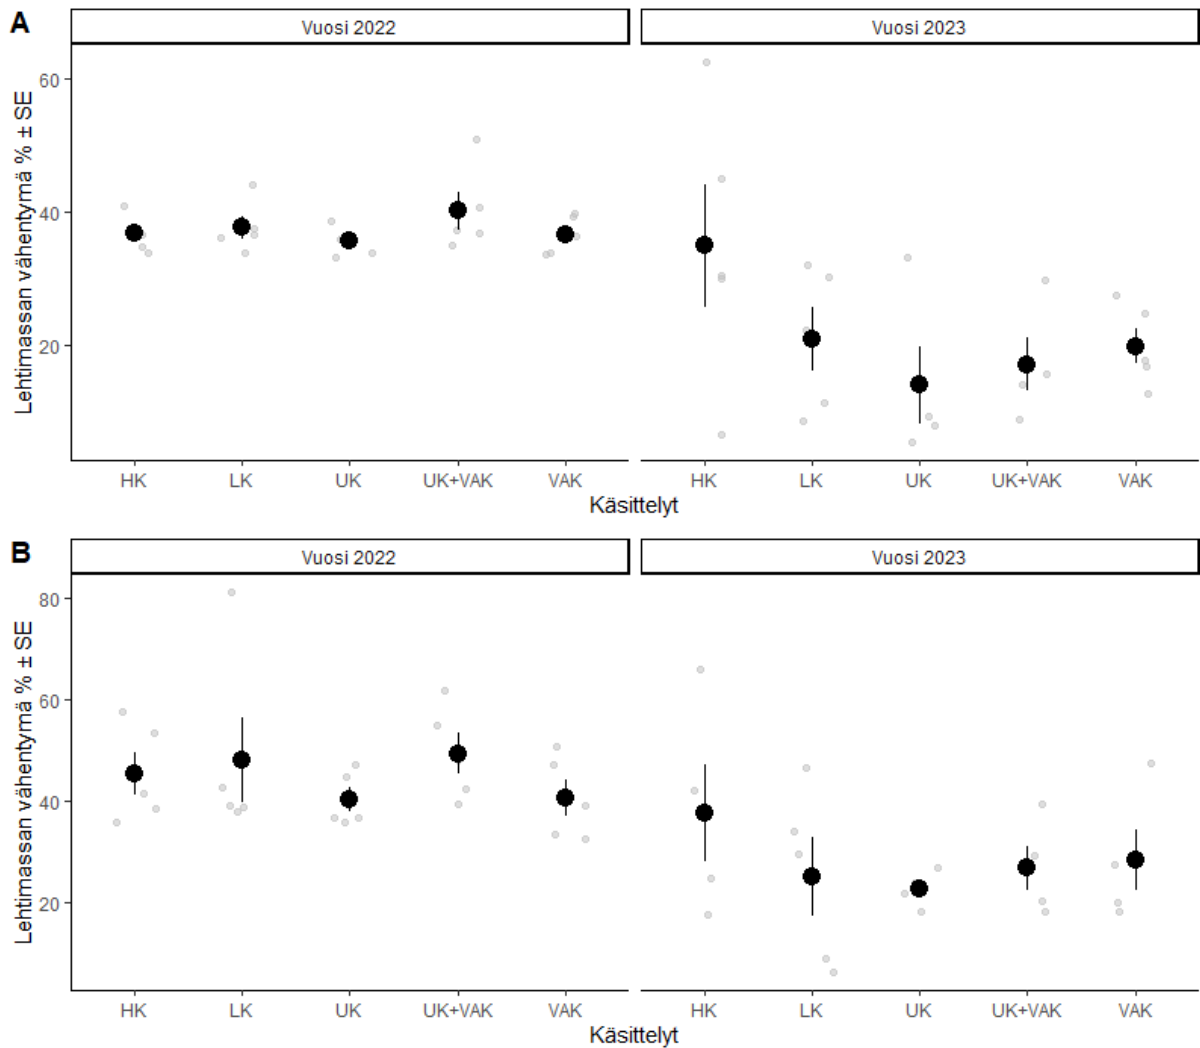 A
Vuosi 2022
Vuosi 2023
Lehtimassan vähentymä % ± SE
60
40
20
HK
LK
UK
UK+VAK
VAK
HK
LK
UK
UK+VAK
VAK
Käsittelyt
B
Vuosi 2022
Vuosi 2023
Lehtimassan vähentymä % ± SE
80
60
40
20
HK
LK
UK
UK+VAK
VAK
HK
LK
UK
UK+VAK
VAK
Käsittelyt